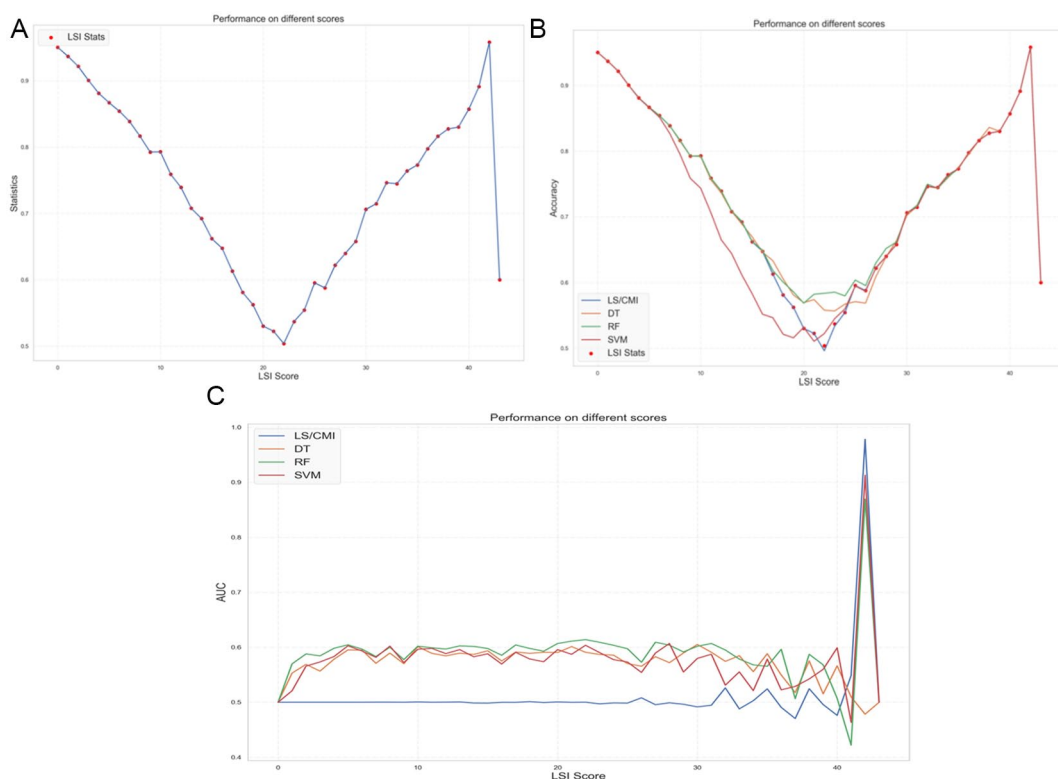 A
Performance on different scores
LSI Stats
0.9
0.8
0.7
0.6
0.5
Statistics
0
10
20
30
40
LSI Score
B
Performance on different scores
0.9
0.8
0.7
0.6
0.5
Accuracy
LS/CMI
DT
RF
SVM
LSI Stats
0
10
20
30
40
LSI Score
C
Performance on different scores
LS/CMI
DT
RF
SVM
1.0
0.9
0.8
0.7
0.6
0.5
0.4
AUC
0
10
20
30
40
LSI Score